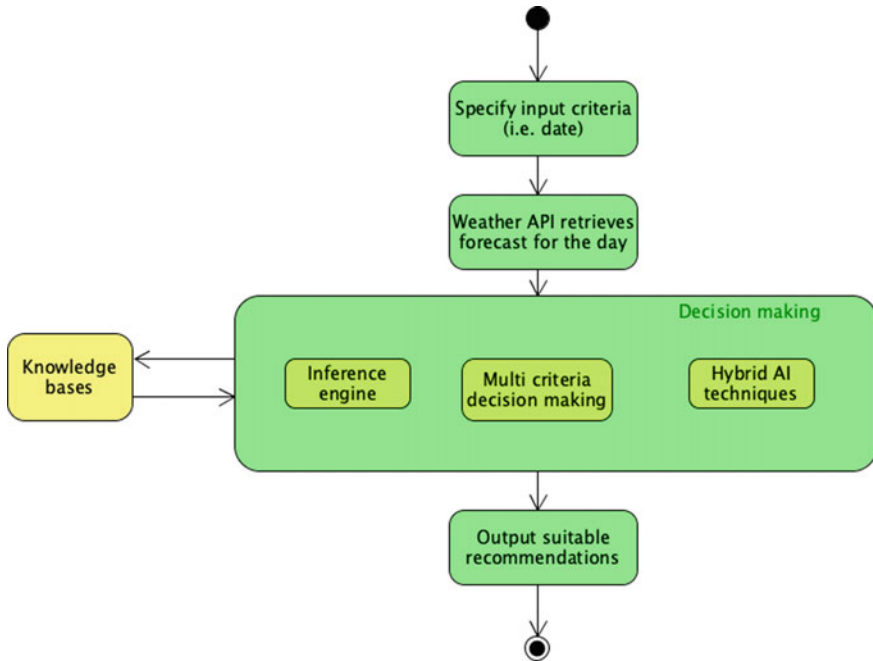 Specify input criteria
(i.e. date)
Weather API retrieves
forecast for the day
Decision making
Knowledge
bases
Inference
engine
Multi criteria
decision making
Hybrid AI
techniques
Output suitable
recommendations